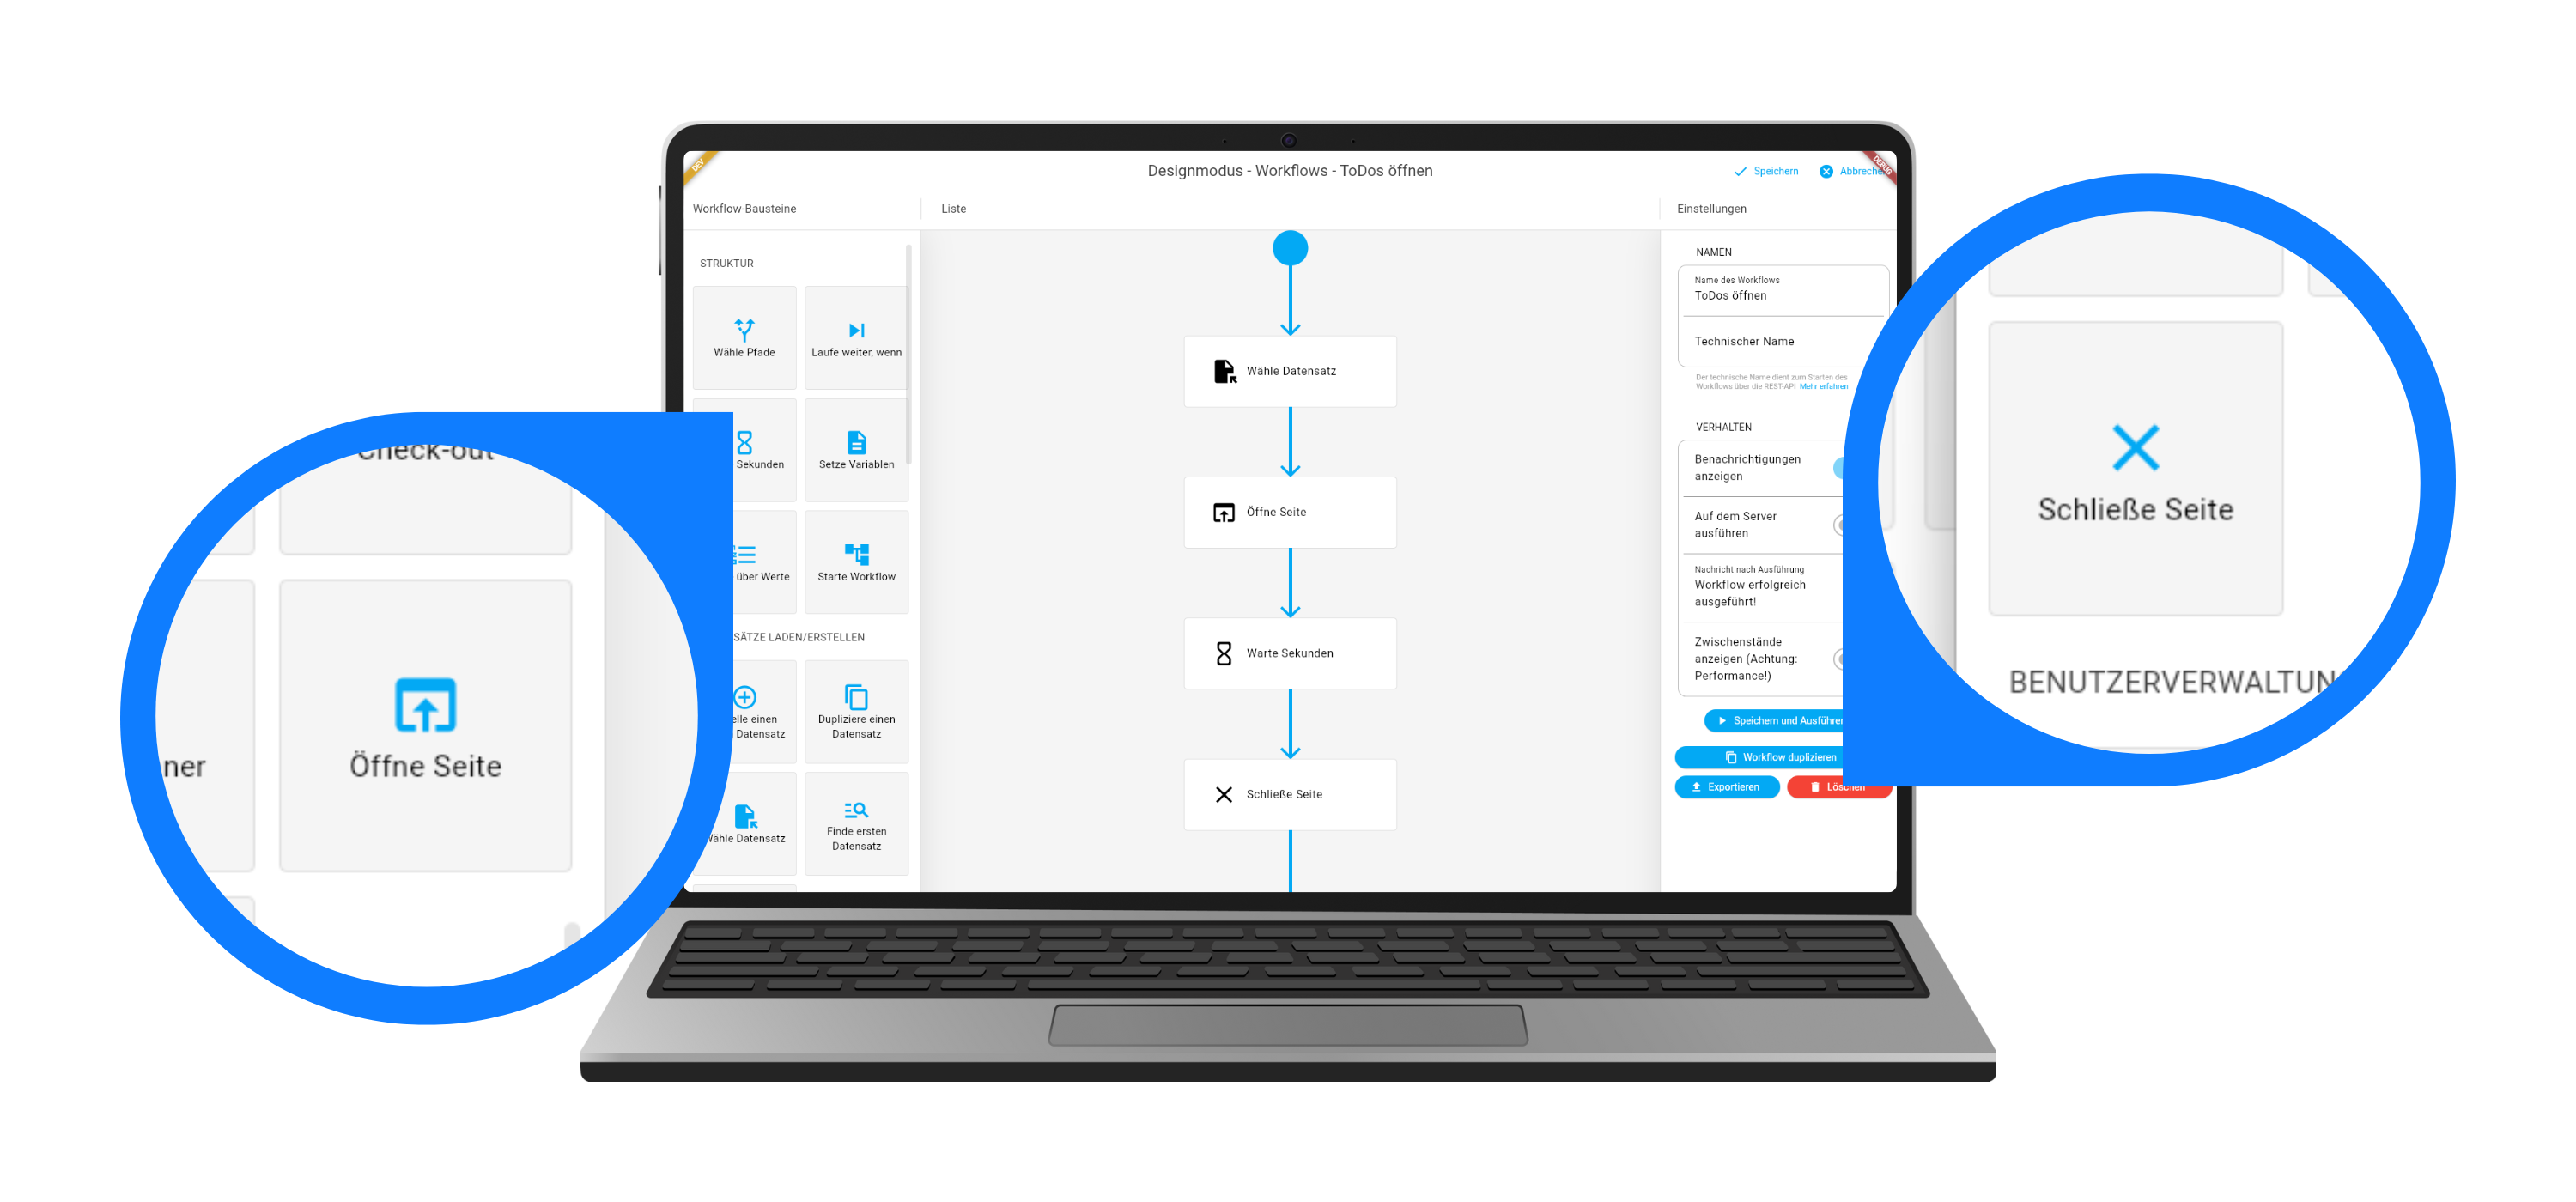 DEV
Designmodus - Workflows - ToDos öffnen
Speichern
DEBUG
Workflow-Bausteine
Liste
Einstellungen
STRUKTUR
Wähle Pfade
Laufe weiter, wenn
Sekunden
Setze Variablen
über Werte
Starte Workflow
SÄTZE LADEN/ERSTELLEN
elle einen
Datensatz
Dupliziere einen
Datensatz
ähle Datensatz
Finde ersten
Datensatz
Wähle Datensatz
Öffne Seite
Warte Sekunden
Schließe Seite
NAMEN
Name des Workflows
ToDos öffnen
Technischer Name
Der technische Name dient zum Starten des
Workflows über die REST-API Mehr erfahren
VERHALTEN
Benachrichtigungen
anzeigen
Auf dem Server
ausführen
Nachricht nach Ausführung
Workflow erfolgreich
ausgeführt!
Zwischenstände
anzeigen (Achtung:
Performance!)
Speichern und Ausführen
Workflow duplizieren
Exportieren
Löschen
Check-out
ner
Öffne Seite
Schließe Seite
BENUTZERVERWALTUN